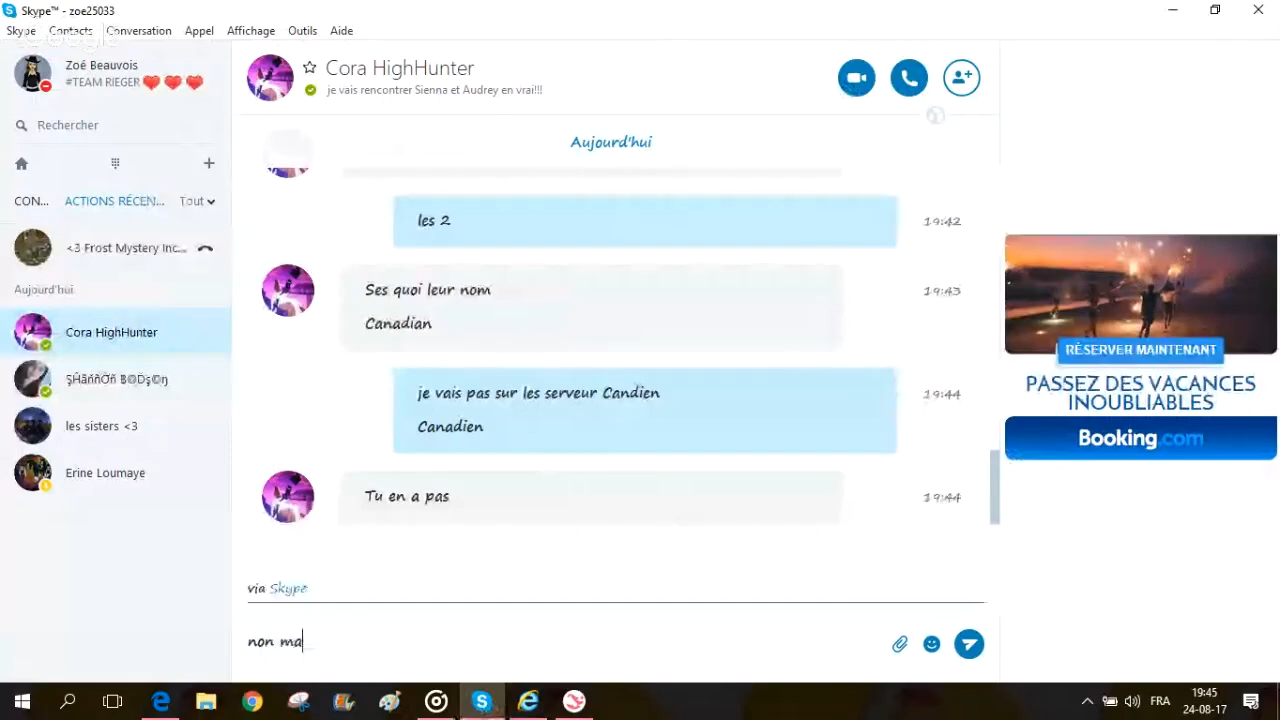 Skype™ - zoe25033
Skype Contacts Conversation Appel Affichage Outils Aide
Google
Zoé Beauvois
#TEAM RIEGER ❤❤❤
Rechercher
CON... ACTIONS RÉCEN... Tout
<3 Frost Mystery Inc...
Aujourd'hui
Cora HighHunter
ŞĤãññÖñ B©Ðş©ŋ
les sisters <3
Erine Loumaye
Cora HighHunter
je vais rencontrer Sienna et Audrey en vrai!!!
Aujourd'hui
les 2 19:42
Ses quoi leur nom 19:43
Canadian
je vais pas sur les serveur Candien 19:44
Canadien
Tu en a pas 19:44
via Skype
non ma
RÉSERVER MAINTENANT
PASSEZ DES VACANCES
INOUBLIABLES
Booking.com
FRA
19:45
24-08-17